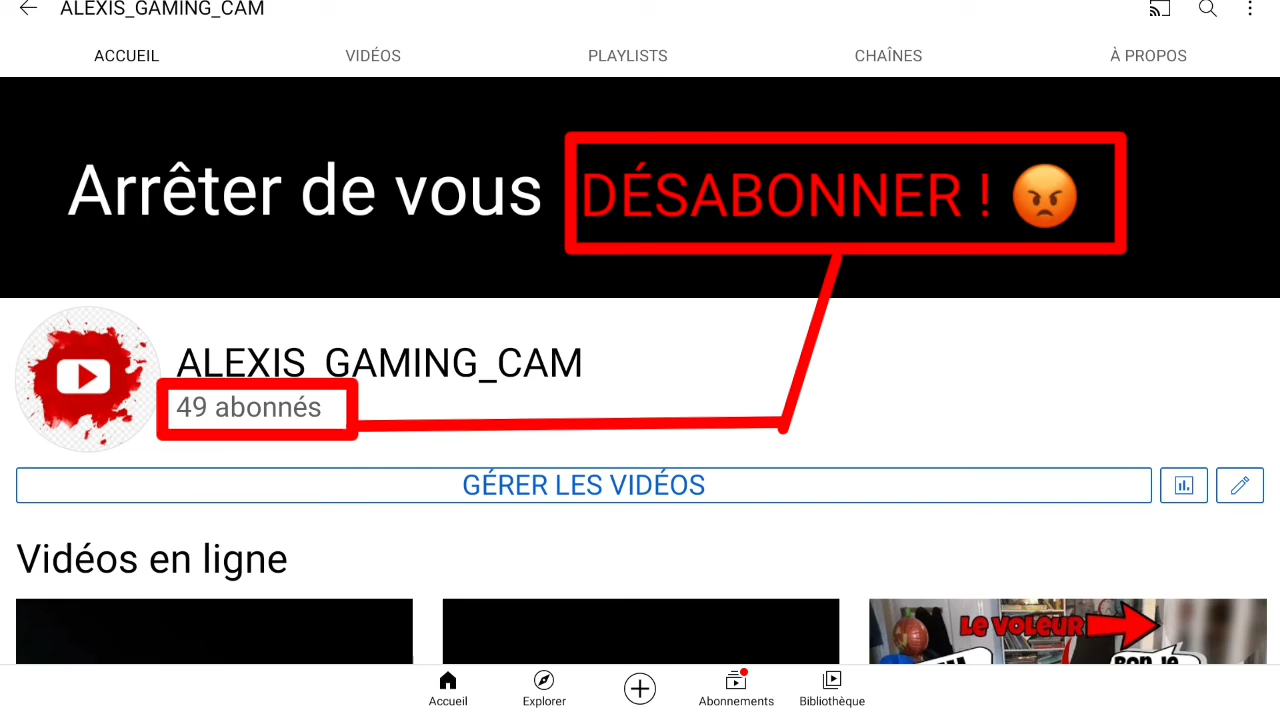 ALEXIS_GAMING_CAM
ACCUEIL VIDÉOS PLAYLISTS CHAÎNES À PROPOS
Arrêter de vous DÉSABONNER ! 😡
ALEXIS_GAMING_CAM
49 abonnés
GÉRER LES VIDÉOS
Vidéos en ligne
LE VOLEUR
Accueil Explorer Abonnements Bibliothèque